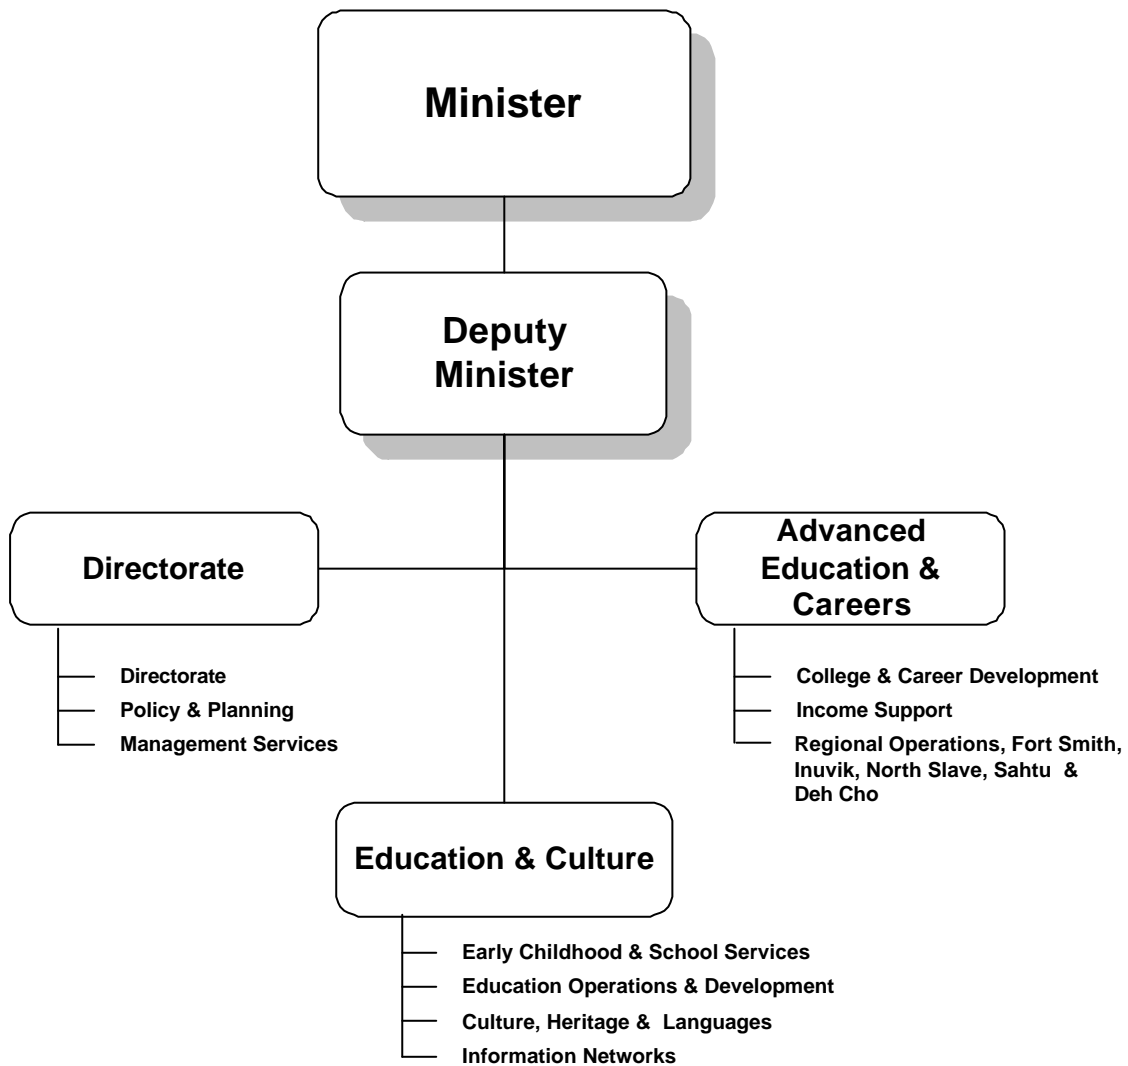 Minister
Deputy
Minister
Directorate
Directorate
Policy & Planning
Management Services
Advanced
Education &
Careers
College & Career Development
Income Support
Regional Operations, Fort Smith,
Inuvik, North Slave, Sahtu &
Deh Cho
Education & Culture
Early Childhood & School Services
Education Operations & Development
Culture, Heritage & Languages
Information Networks